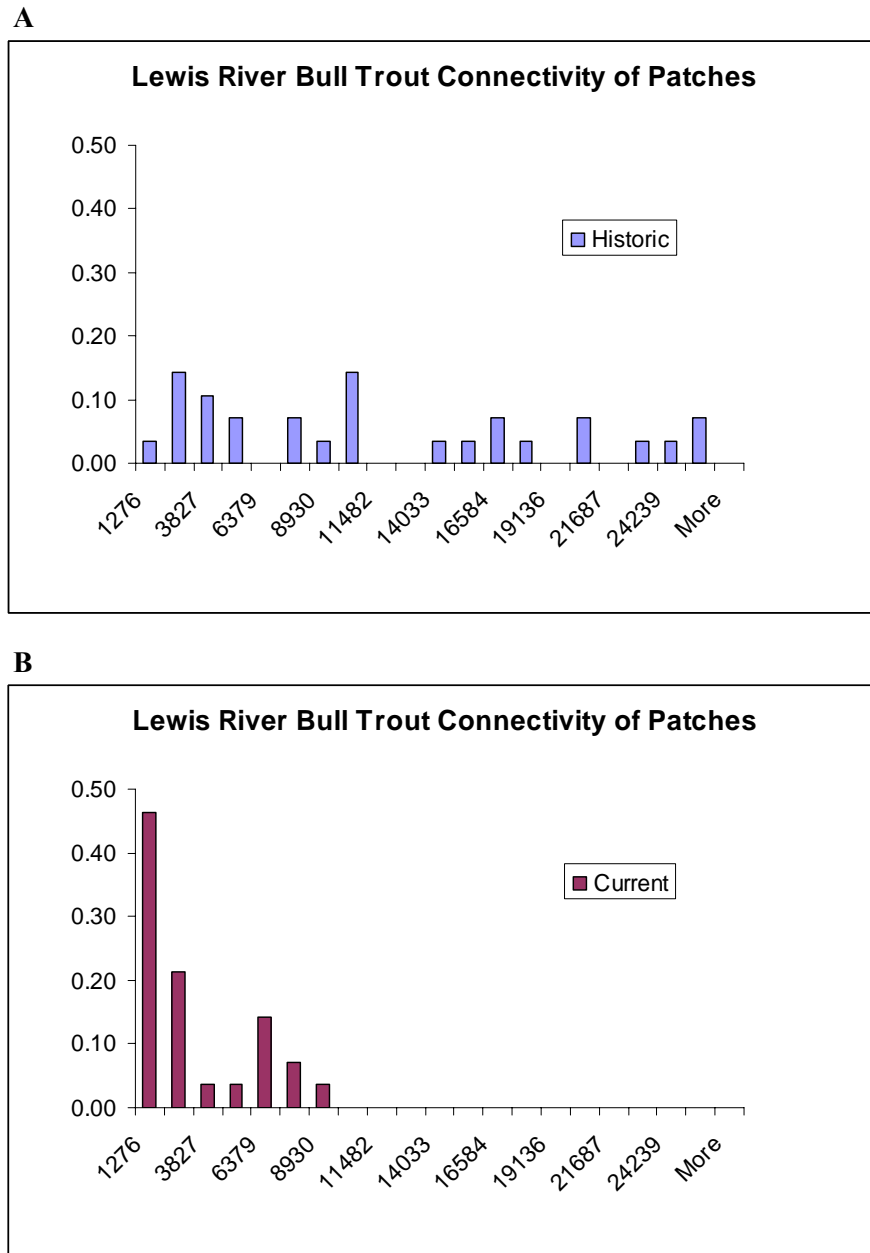 A
Lewis River Bull Trout Connectivity of Patches
0.50
0.40
0.30
0.20
0.10
0.00
Historic
1276 3827 6379 8930 11482 14033 16584 19136 21687 24239 More
B
Lewis River Bull Trout Connectivity of Patches
0.50
0.40
0.30
0.20
0.10
0.00
Current
1276 3827 6379 8930 11482 14033 16584 19136 21687 24239 More